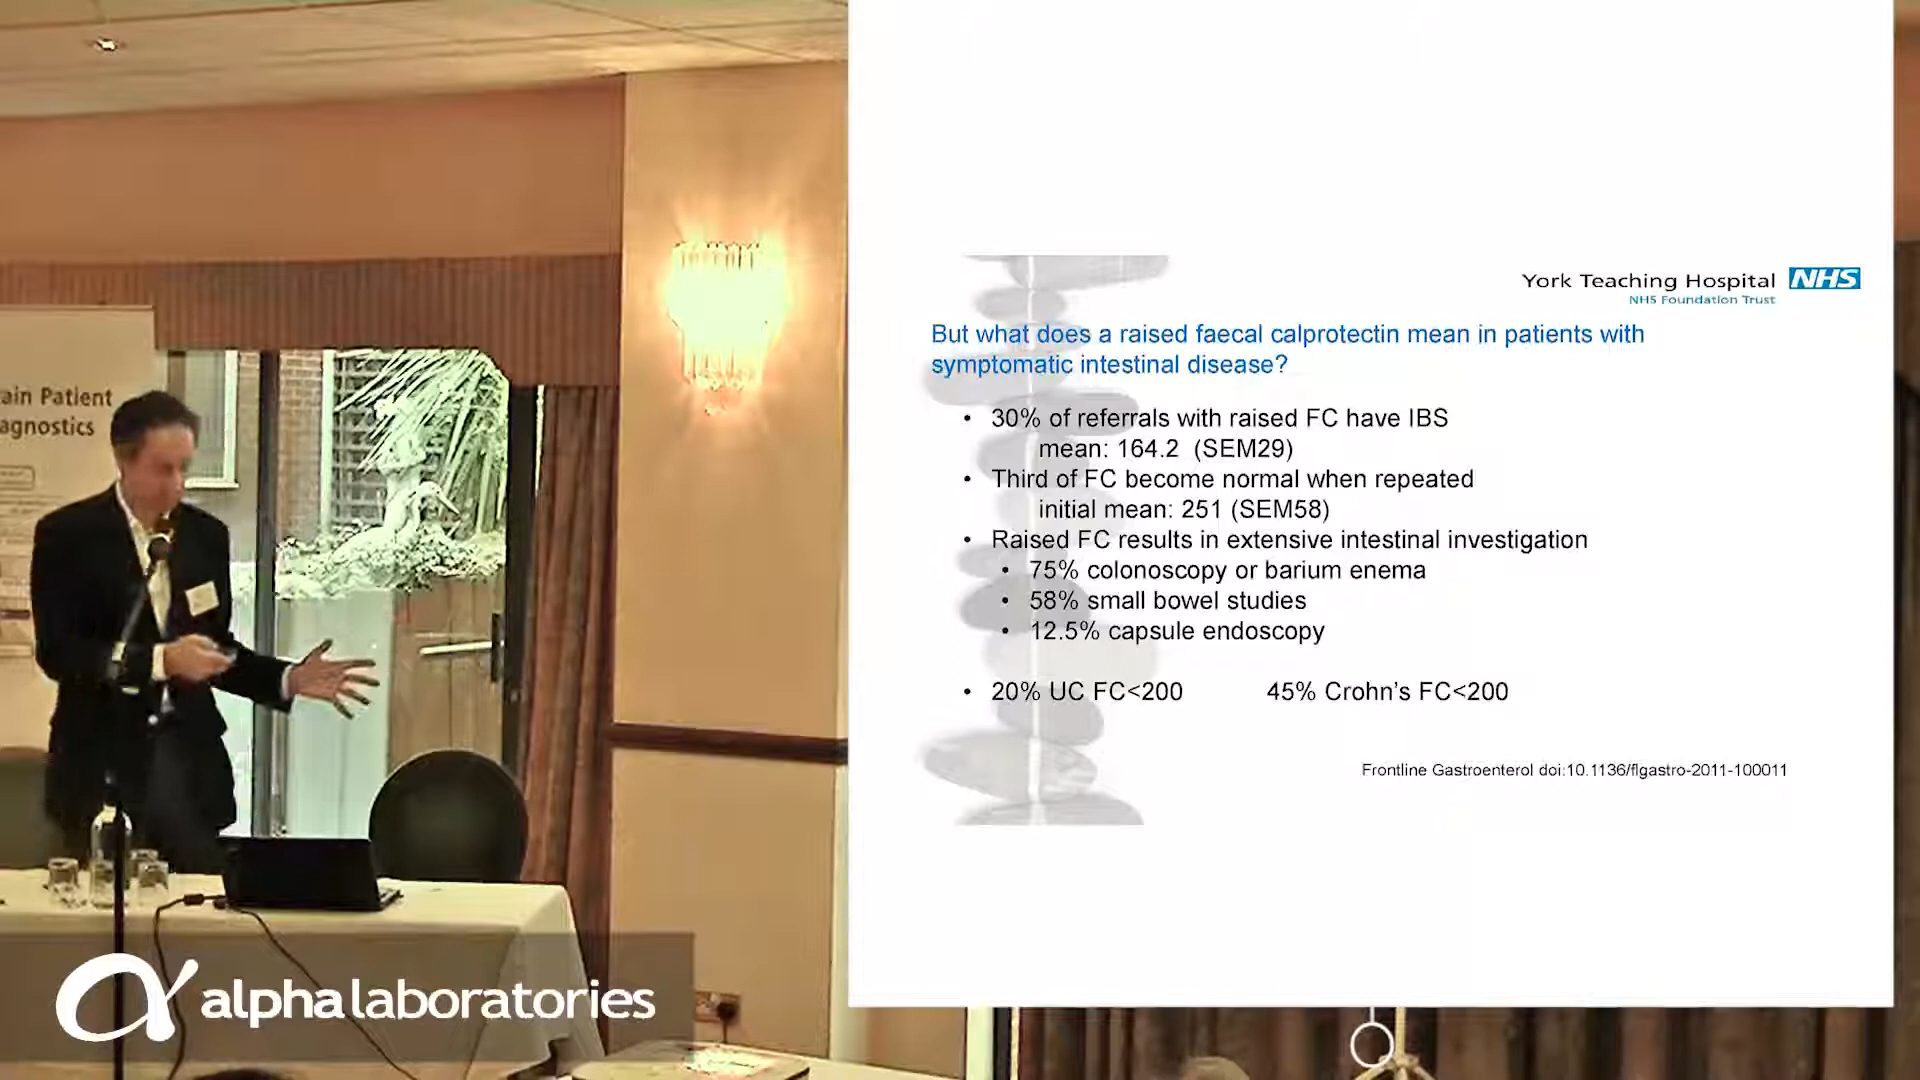 ain Patient
agnostics
York Teaching Hospital NHS
NHS Foundation Trust
But what does a raised faecal calprotectin mean in patients with
symptomatic intestinal disease?
• 30% of referrals with raised FC have IBS
mean: 164.2 (SEM29)
• Third of FC become normal when repeated
initial mean: 251 (SEM58)
• Raised FC results in extensive intestinal investigation
• 75% colonoscopy or barium enema
• 58% small bowel studies
• 12.5% capsule endoscopy
• 20% UC FC<200 45% Crohn’s FC<200
Frontline Gastroenterol doi:10.1136/flgastro-2011-100011
alphalaboratories